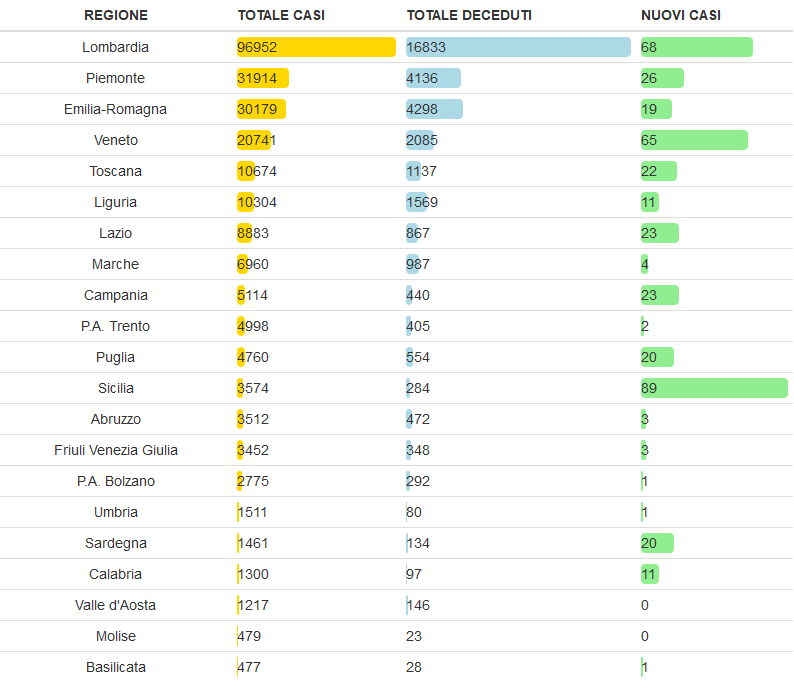 REGIONE TOTALE CASI TOTALE DECEDUTI NUOVI CASI
Lombardia 96952 16833 68
Piemonte 31914 4136 26
Emilia-Romagna 30179 4298 19
Veneto 20741 2085 65
Toscana 10674 1137 22
Liguria 10304 1569 11
Lazio 8883 867 23
Marche 6960 987 4
Campania 5114 440 23
P.A. Trento 4998 405 2
Puglia 4760 554 20
Sicilia 3574 284 89
Abruzzo 3512 472 3
Friuli Venezia Giulia 3452 348 3
P.A. Bolzano 2775 292 1
Umbria 1511 80 1
Sardegna 1461 134 20
Calabria 1300 97 11
Valle d'Aosta 1217 146 0
Molise 479 23 0
Basilicata 477 28 1